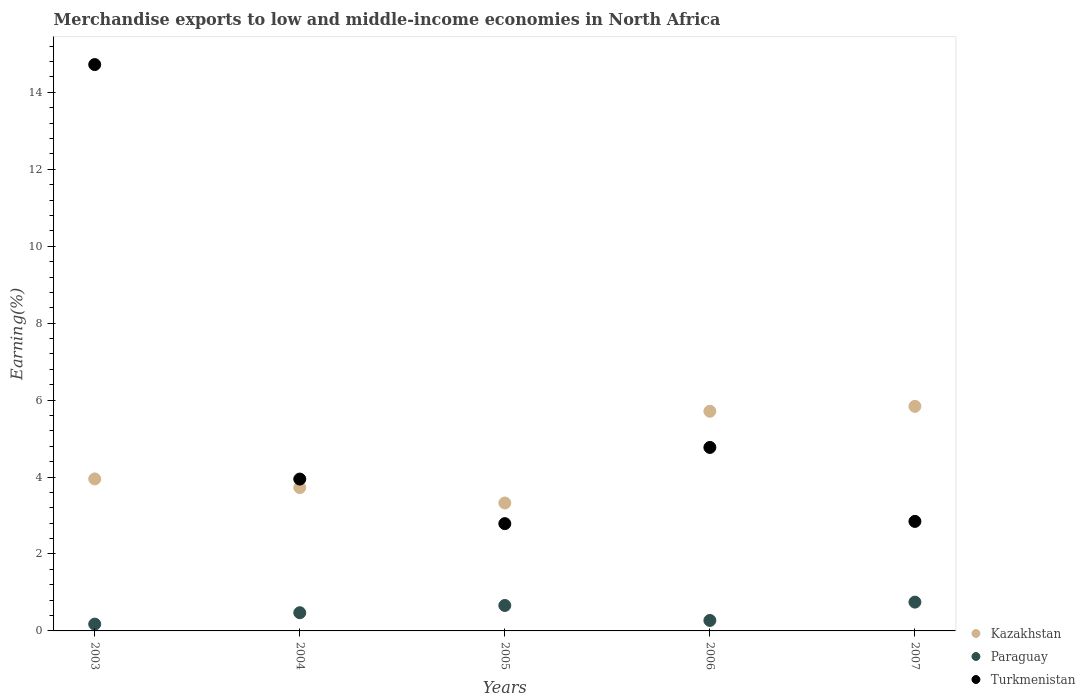 Merchandise exports to low and middle-income economies in North Africa
Earning(%)
14
12
10
8
6
4
2
0
2003
2004
2005
2006
2007
Years
Kazakhstan
Paraguay
Turkmenistan